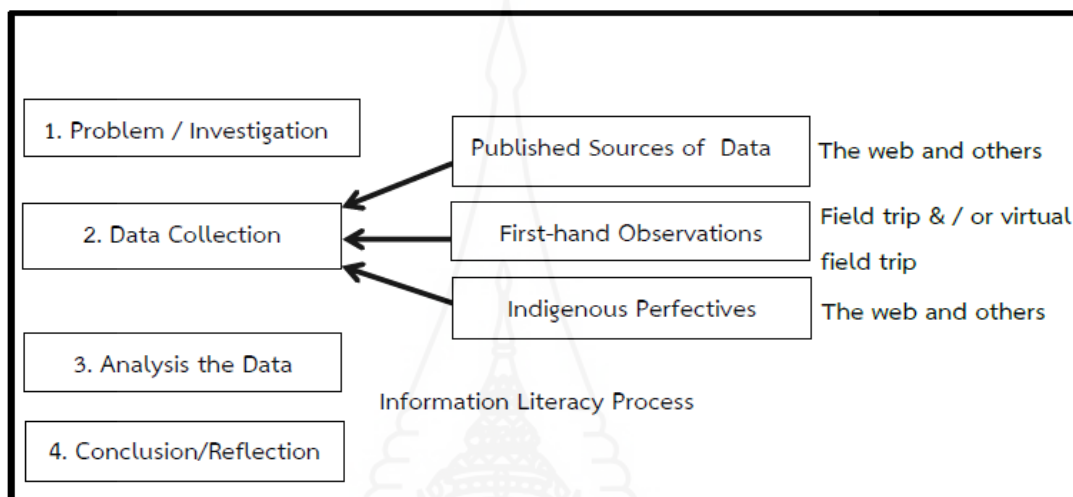 1. Problem / Investigation
Published Sources of Data
The web and others
2. Data Collection
First-hand Observations
Field trip & / or virtual
field trip
Indigenous Perfectives
The web and others
3. Analysis the Data
Information Literacy Process
4. Conclusion/Reflection